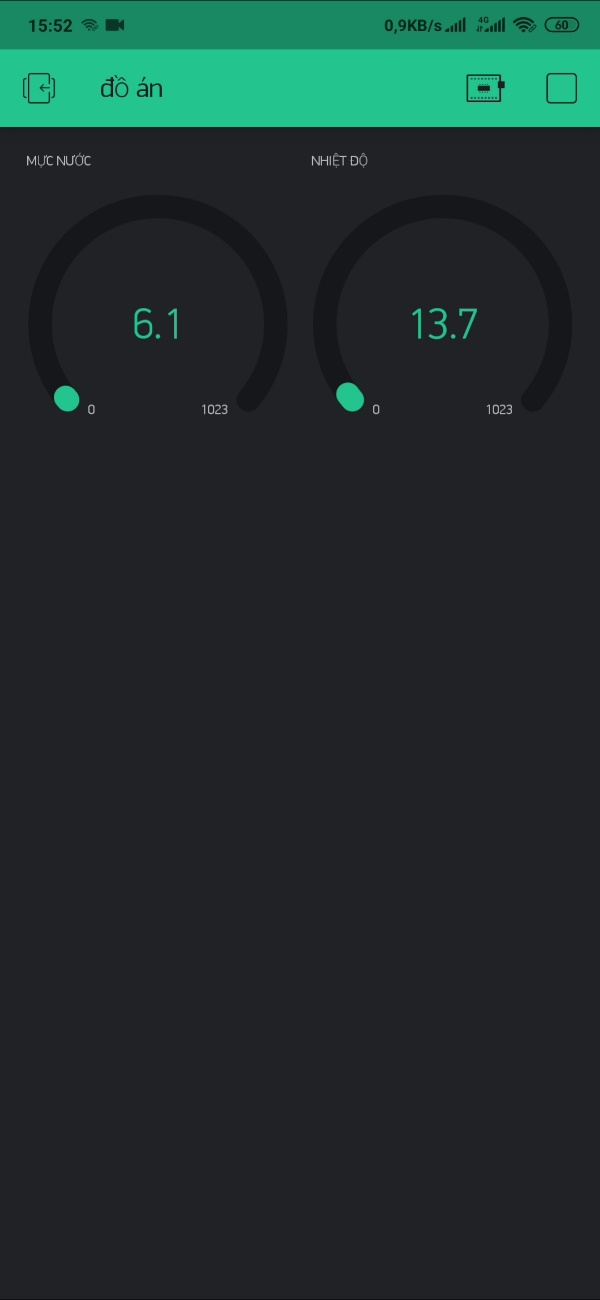 15:52 0,9KB/s 4G 60
đồ án
MỰC NƯỚC NHIỆT ĐỘ
6.1 13.7
0 1023 0 1023